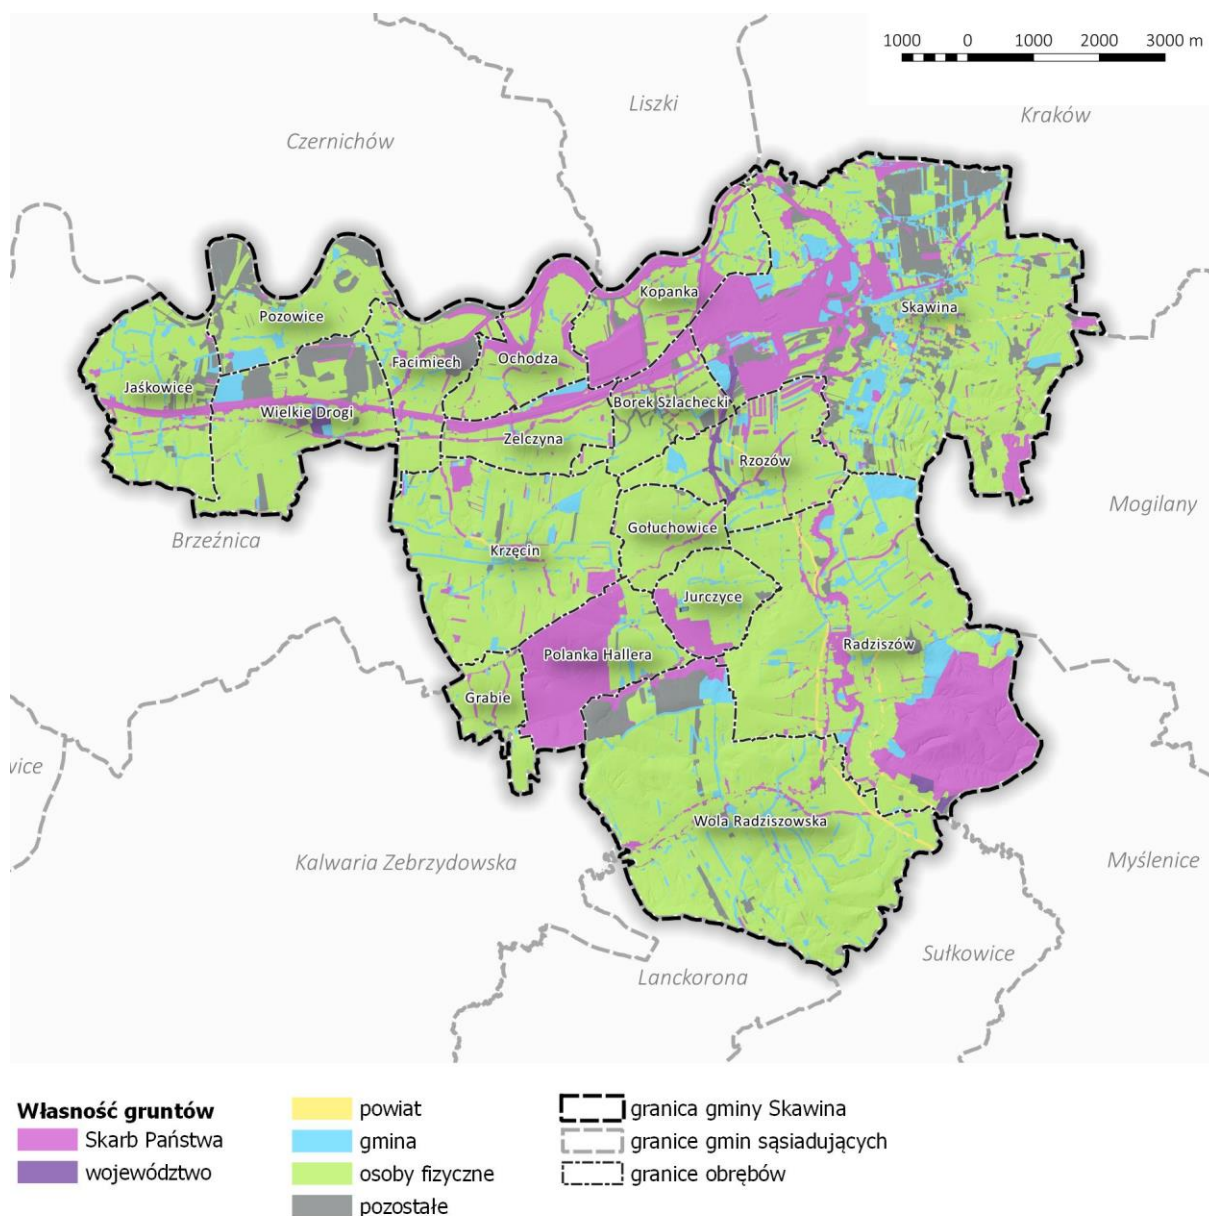 1000 0 1000 2000 3000 m
Liszki
Kraków
Czernichów
Kopanka
Skawina
Pozowice
Facimiech
Ochodza
Jaśkowice
Wielkie Drogi
Borek Szlachecki
Zelczyna
Rzozów
Mogilany
Gołuchowice
Brzeźnica
Krzęcin
Jurczyce
Radziszów
Polanka Hallera
Grabie
vice
Wola Radziszowska
Kalwaria Zebrzydowska
Myślenice
Sułkowice
Lanckorona
Własność gruntów
Skarb Państwa
województwo
powiat
gmina
osoby fizyczne
pozostałe
granica gminy Skawina
granice gmin sąsiadujących
granice obrębów